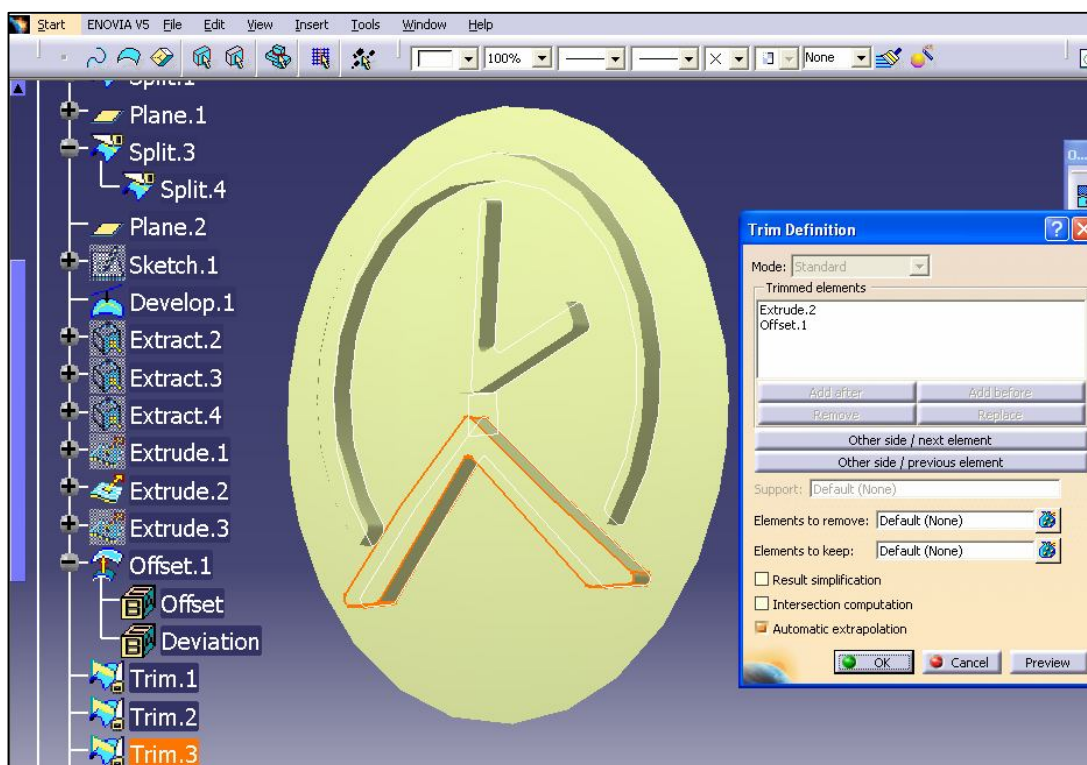 Start ENOVIA V5 File Edit View Insert Tools Window Help
100% None
Split.1
Plane.1
Split.3
Split.4
Plane.2
Sketch.1
Develop.1
Extract.2
Extract.3
Extract.4
Extrude.1
Extrude.2
Extrude.3
Offset.1
Offset
Deviation
Trim.1
Trim.2
Trim.3
O...
Trim Definition
Mode: Standard
Trimmed elements
Extrude.2
Offset.1
Add after Add before
Remove Replace
Other side / next element
Other side / previous element
Support: Default (None)
Elements to remove: Default (None)
Elements to keep: Default (None)
Result simplification
Intersection computation
Automatic extrapolation
OK Cancel Preview